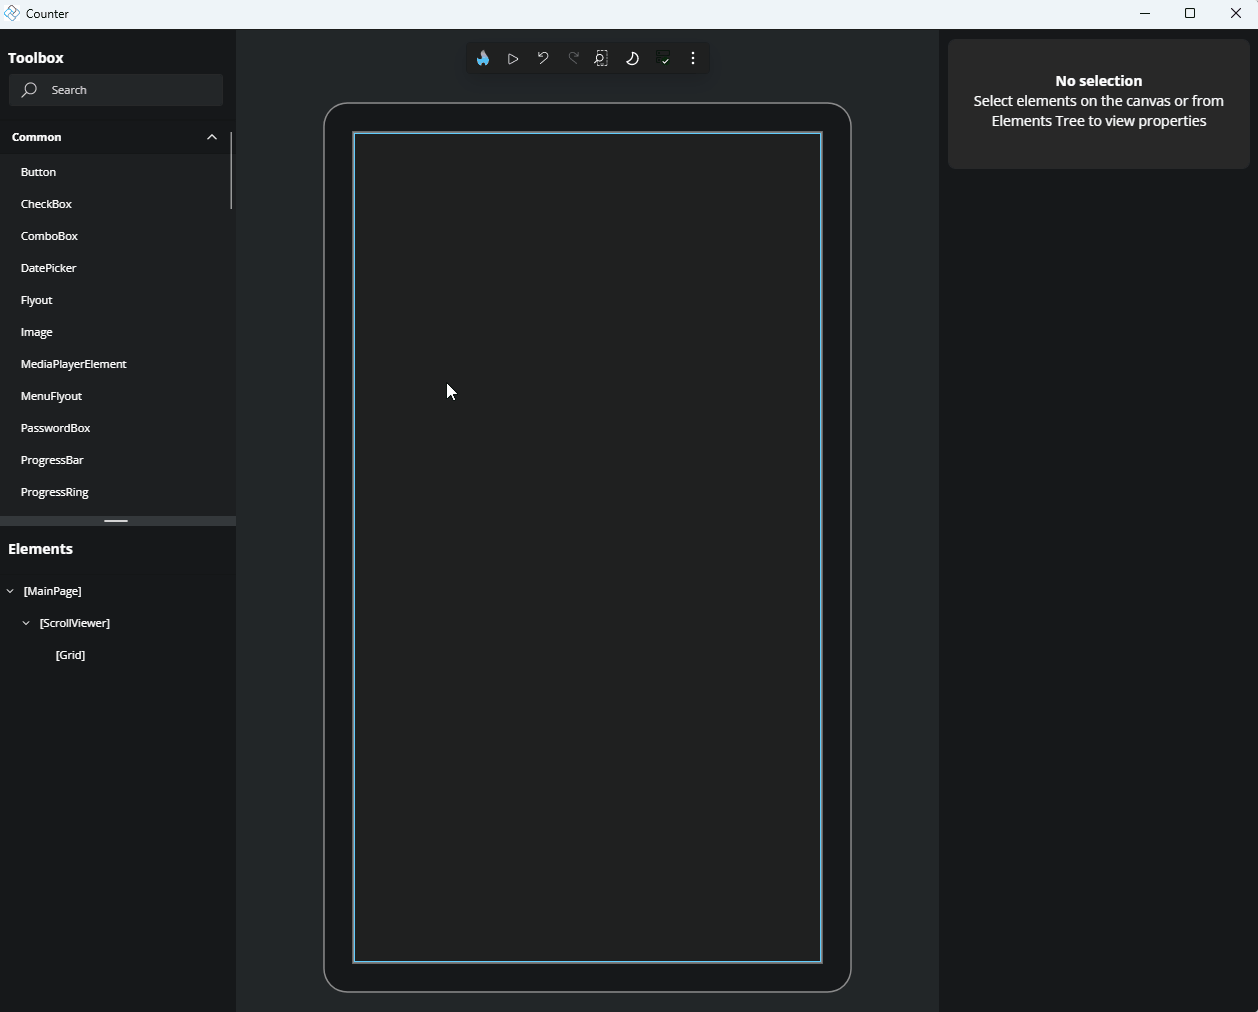 Counter
Toolbox
Search
Common
Button
CheckBox
ComboBox
DatePicker
Flyout
Image
MediaPlayerElement
MenuFlyout
PasswordBox
ProgressBar
ProgressRing
Elements
[MainPage]
[ScrollViewer]
[Grid]
No selection
Select elements on the canvas or from
Elements Tree to view properties